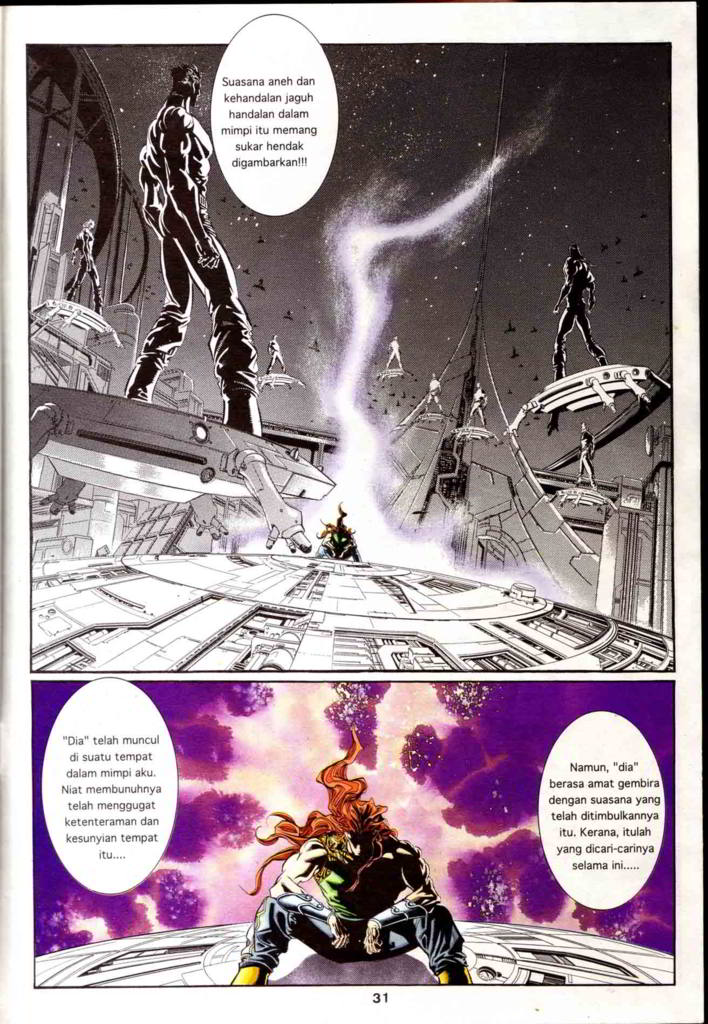 Suasana aneh dan
kehandalan jaguh
handalan dalam
mimpi itu memang
sukar hendak
digambarkan!!!
"Dia" telah muncul
di suatu tempat
dalam mimpi aku.
Niat membunuhnya
telah menggugat
ketenteraman dan
kesunyian tempat
itu....
Namun, "dia"
berasa amat gembira
dengan suasana yang
telah ditimbulkannya
itu. Kerana, itulah
yang dicari-carinya
selama ini.....
31